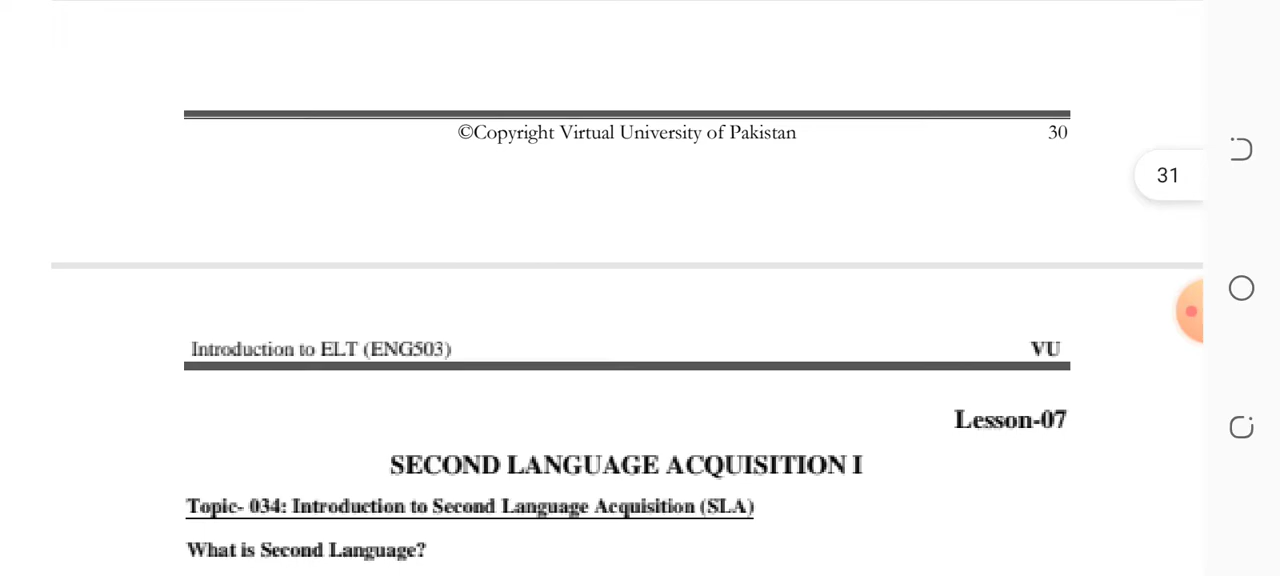 ©Copyright Virtual University of Pakistan 30
31
Introduction to ELT (ENG503) VU
Lesson-07
SECOND LANGUAGE ACQUISITION I
Topic- 034: Introduction to Second Language Acquisition (SLA)
What is Second Language?